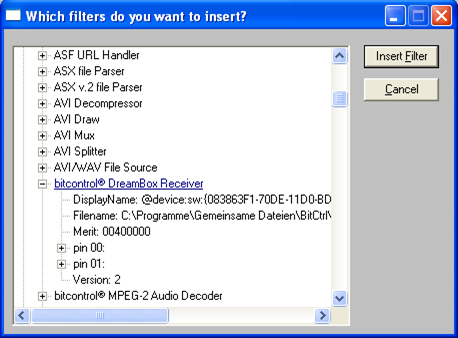 Which filters do you want to insert?
ASF URL Handler
ASX file Parser
ASX v.2 file Parser
AVI Decompressor
AVI Draw
AVI Mux
AVI Splitter
AVI/WAV File Source
bitcontrol® DreamBox Receiver
DisplayName: @device:sw:{083863F1-70DE-11D0-BD
Filename: C:\Programme\Gemeinsame Dateien\BitCtrl\
Merit: 00400000
pin 00:
pin 01:
Version: 2
bitcontrol® MPEG-2 Audio Decoder
Insert Filter
Cancel